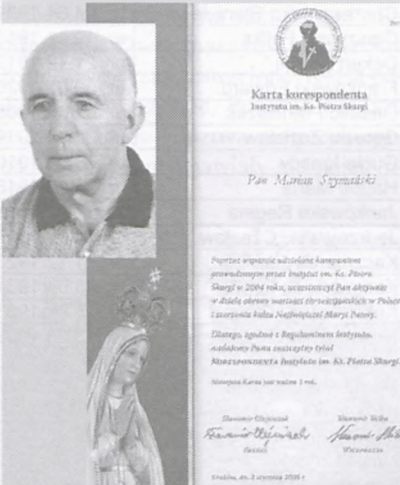 Karta korespondenta
Instytutu im. Ks. Piotra Skargi
Pan Marian Szymański
Poprzez wsparcie udzielone kampaniom
prowadzonym przez Instytut im. Ks. Piotra
Skargi w 2004 roku, uczestniczył Pan aktywnie
w dziele obrony wartości chrześcijańskich w Polsce
i szerzenia kultu Najświętszej Maryi Panny.
Dlatego, zgodnie z Regulaminem Instytutu,
nadajemy Panu zaszczytny tytuł
KORESPONDENTA Instytutu im. Ks. Piotra Skargi.
Niniejsza Karta jest ważna 1 rok.
Sławomir Olejniczak
Sławomir Skiba
Prezes
Wiceprezes
Kraków, dn. 3 stycznia 2005 r.